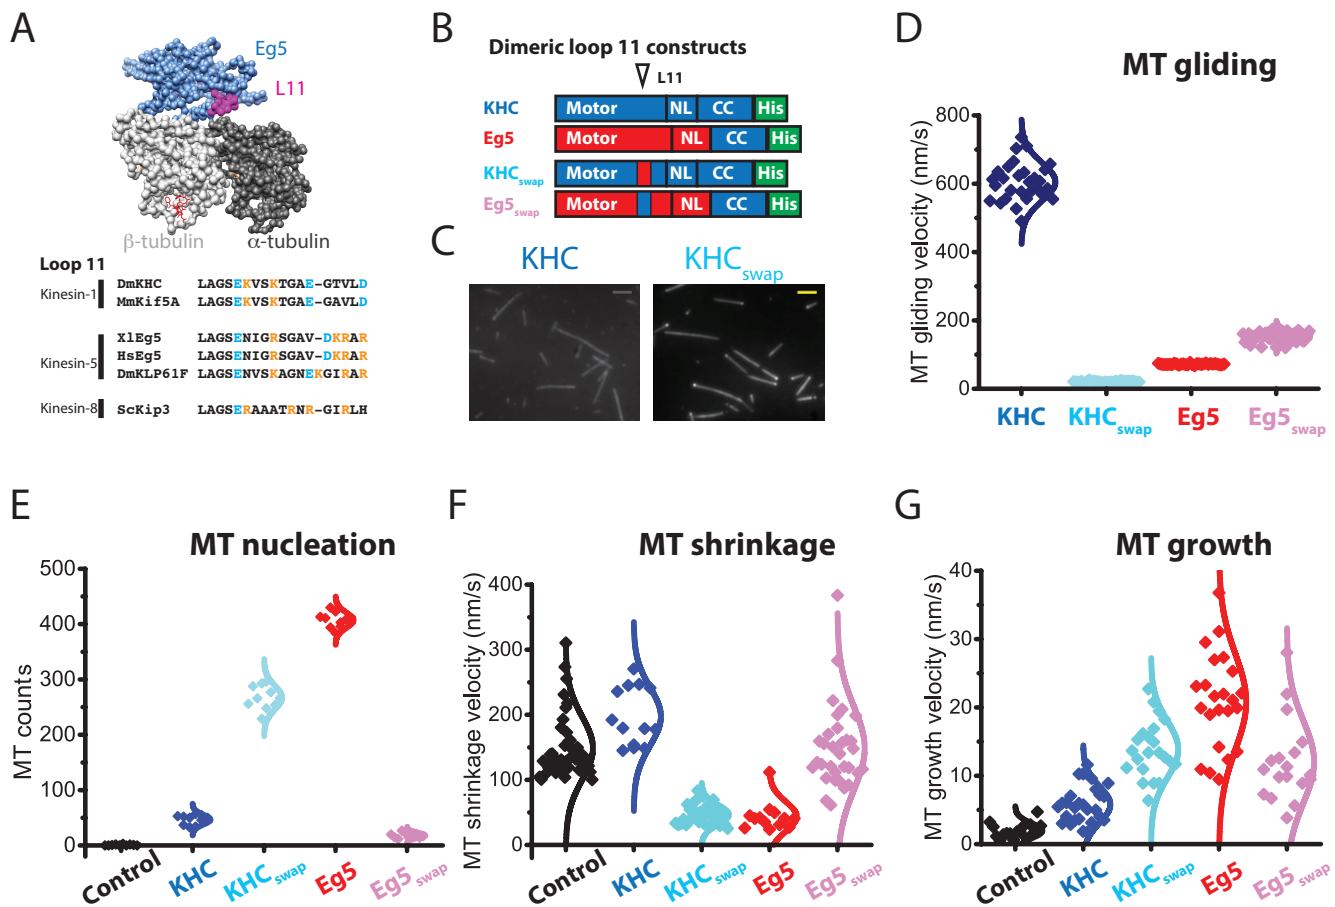 A
Eg5
L11
β-tubulin
α-tubulin
Loop 11
Kinesin-1
DmKHC LAGSEKVSKTGAE-GTVLD
MmKif5A LAGSEKVSKTGAE-GAVLD
Kinesin-5
XlEg5 LAGSENIGRSGAV-DKRAR
HsEg5 LAGSENIGRSGAV-DKRAR
DmKLP61F LAGSENVSKAGNEKGIRAR
Kinesin-8
ScKip3 LAGSERAAATRNR-GIRLH
B
Dimeric loop 11 constructs
L11
KHC Motor NL CC His
Eg5 Motor NL CC His
KHCswap Motor NL CC His
Eg5swap Motor NL CC His
C
KHC
KHCswap
D
MT gliding
MT gliding velocity (nm/s)
800
600
400
200
0
KHC KHCswap Eg5 Eg5swap
E
MT nucleation
MT counts
500
400
300
200
100
0
Control KHC KHCswap Eg5 Eg5swap
F
MT shrinkage
MT shrinkage velocity (nm/s)
400
300
200
100
0
Control KHC KHCswap Eg5 Eg5swap
G
MT growth
MT growth velocity (nm/s)
40
30
20
10
0
Control KHC KHCswap Eg5 Eg5swap